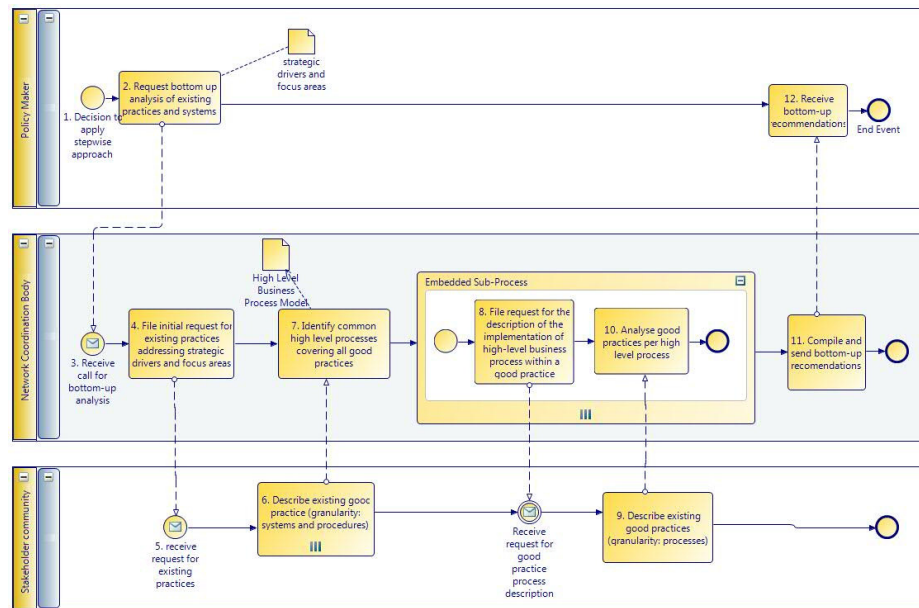 Policy Maker
1. Decision to
apply
stepwise
approach
2. Request bottom up
analysis of existing
practices and systems
strategic
drivers and
focus areas
12. Receive
bottom-up
recommendations
End Event
Network Coordination Body
3. Receive
call for
bottom-up
analysis
4. File initial request for
existing practices
addressing strategic
drivers and focus areas
High Level
Business
Process Model
7. Identify common
high level processes
covering all good
practices
Embedded Sub-Process
8. File request for the
description of the
implementation of
high-level business
process within a
good practice
10. Analyse good
practices per high
level process
11. Compile and
send bottom-up
recomendations
Stakeholder community
5. receive
request for
existing
practices
6. Describe existing good
practice (granularity:
systems and procedures)
Receive
request for
good
practice
process
description
9. Describe existing
good practices
(granularity: processes)